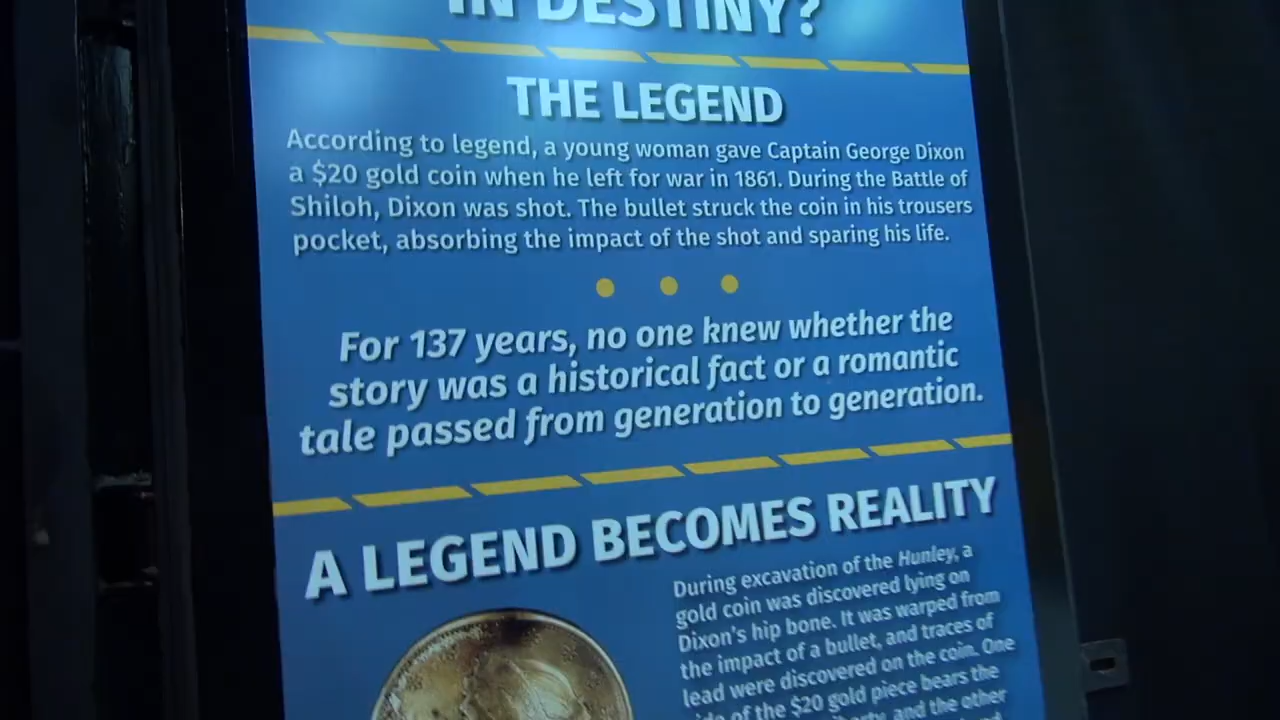 IN DESTINY?
THE LEGEND
According to legend, a young woman gave Captain George Dixon
a $20 gold coin when he left for war in 1861. During the Battle of
Shiloh, Dixon was shot. The bullet struck the coin in his trousers
pocket, absorbing the impact of the shot and sparing his life.
For 137 years, no one knew whether the
story was a historical fact or a romantic
tale passed from generation to generation.
A LEGEND BECOMES REALITY
During excavation of the Hunley, a
gold coin was discovered lying on
Dixon's hip bone. It was warped from
the impact of a bullet, and traces of
lead were discovered on the coin. One
of the $20 gold piece bears the
and the other